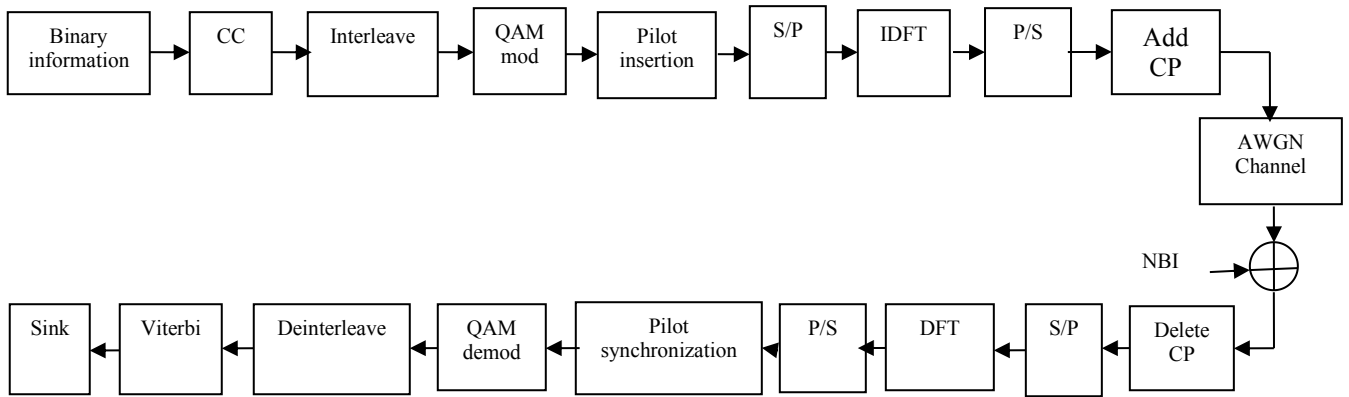 Binary
information
CC
Interleave
QAM
mod
Pilot
insertion
S/P
IDFT
P/S
Add
CP
AWGN
Channel
NBI
Sink
Viterbi
Deinterleave
QAM
demod
Pilot
synchronization
P/S
DFT
S/P
Delete
CP